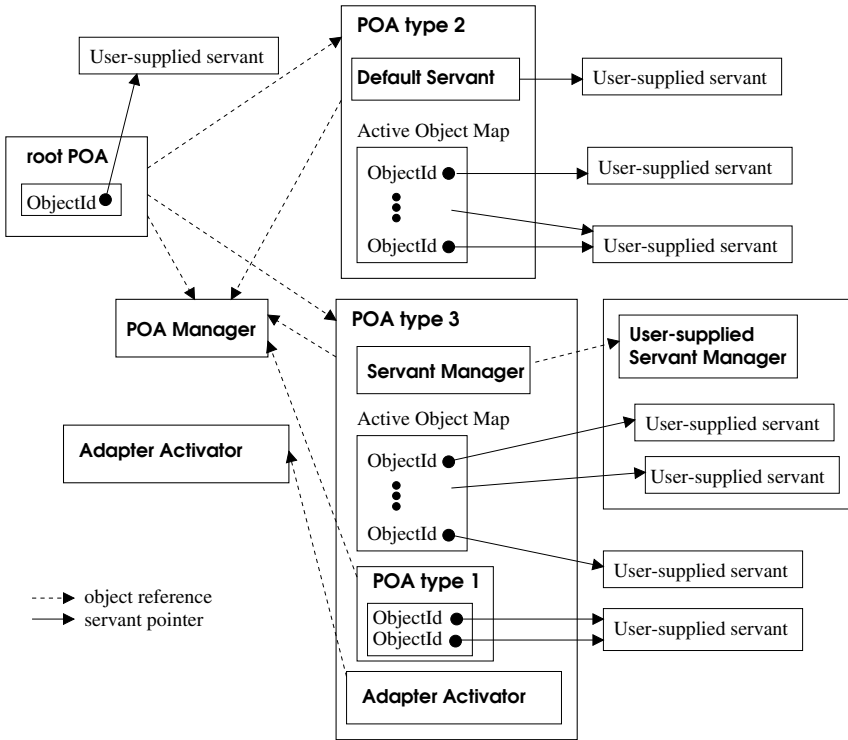 User-supplied servant
root POA
ObjectId
POA type 2
Default Servant
User-supplied servant
Active Object Map
ObjectId
User-supplied servant
ObjectId
User-supplied servant
POA Manager
POA type 3
Servant Manager
User-supplied
Servant Manager
Active Object Map
ObjectId
User-supplied servant
User-supplied servant
ObjectId
User-supplied servant
Adapter Activator
POA type 1
ObjectId
ObjectId
User-supplied servant
Adapter Activator
object reference
servant pointer